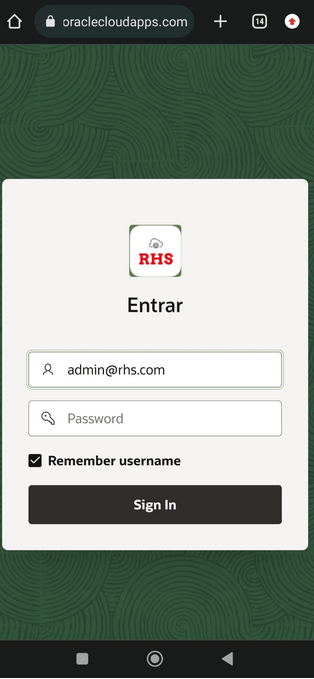 oraclecloudapps.com
14
RHS
Entrar
admin@rhs.com
Password
Remember username
Sign In